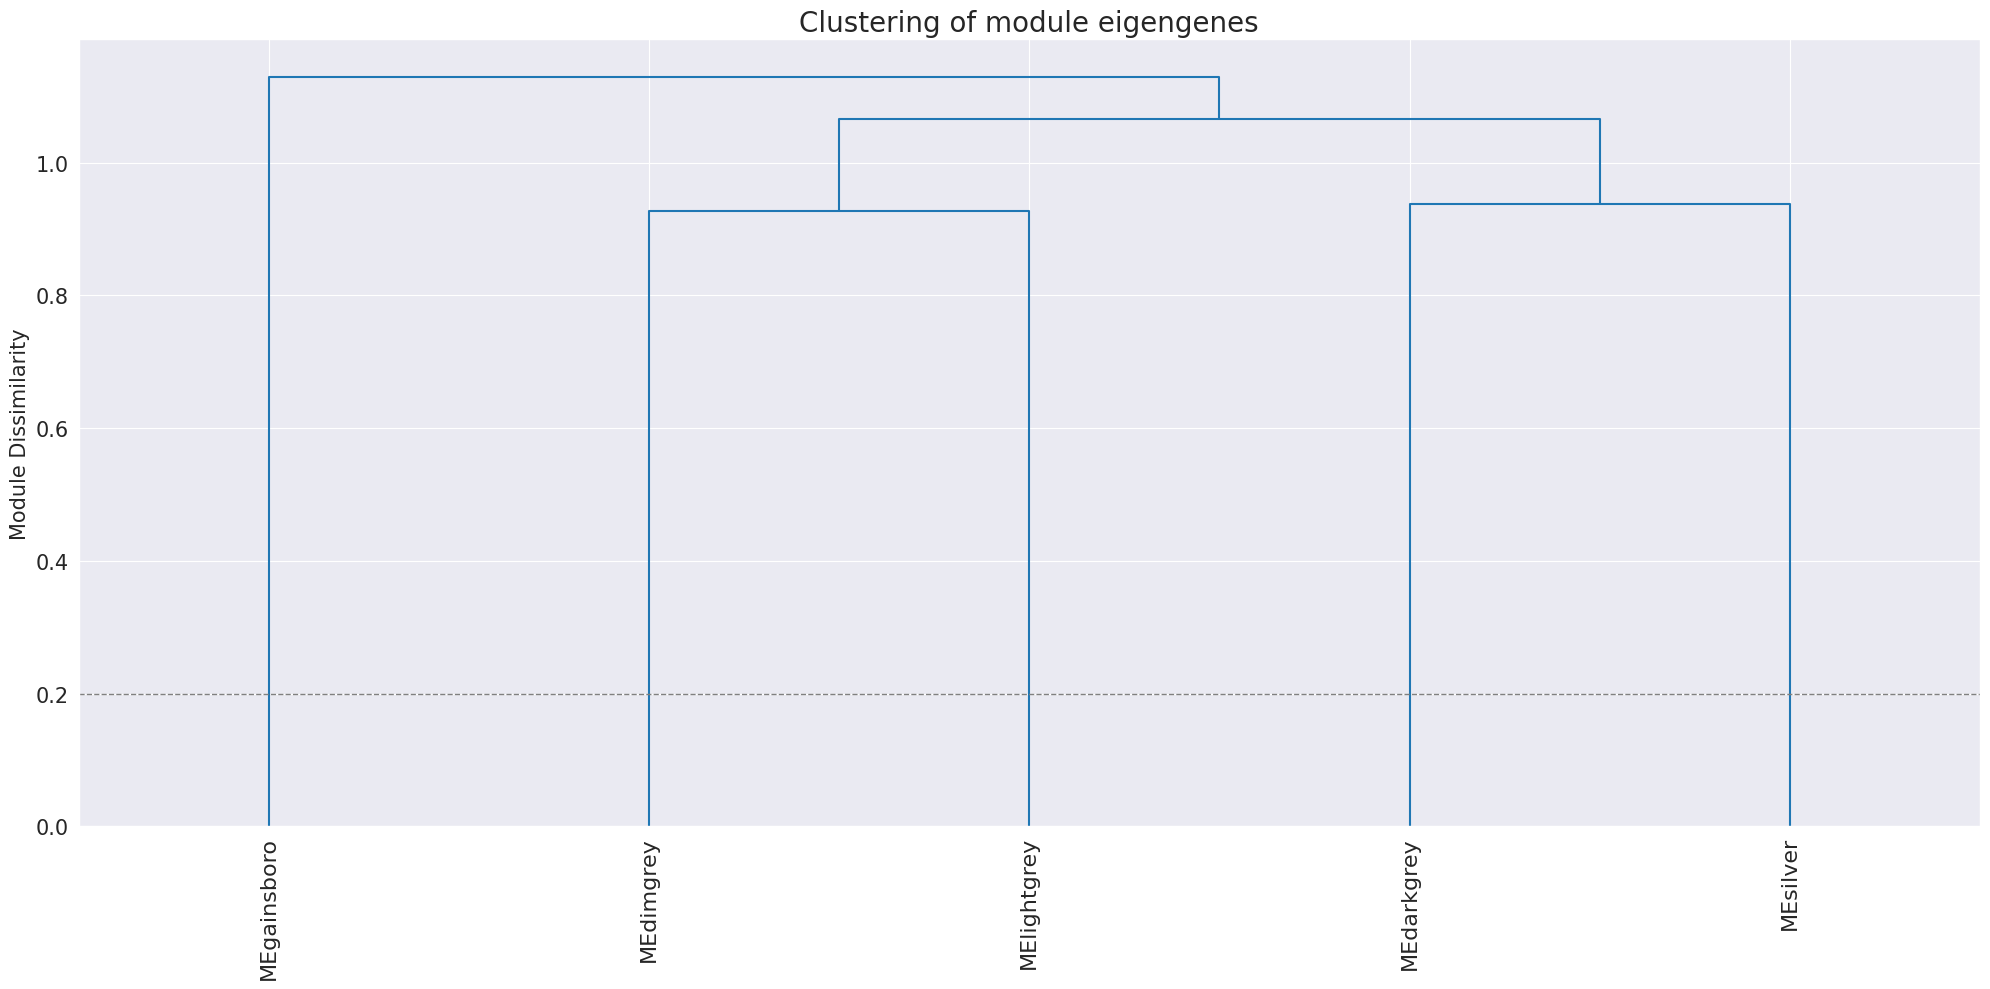 Clustering of module eigengenes
Module Dissimilarity
1.0
0.8
0.6
0.4
0.2
0.0
MEgainsboro
MEdimgrey
MElightgrey
MEdarkgrey
MEsilver